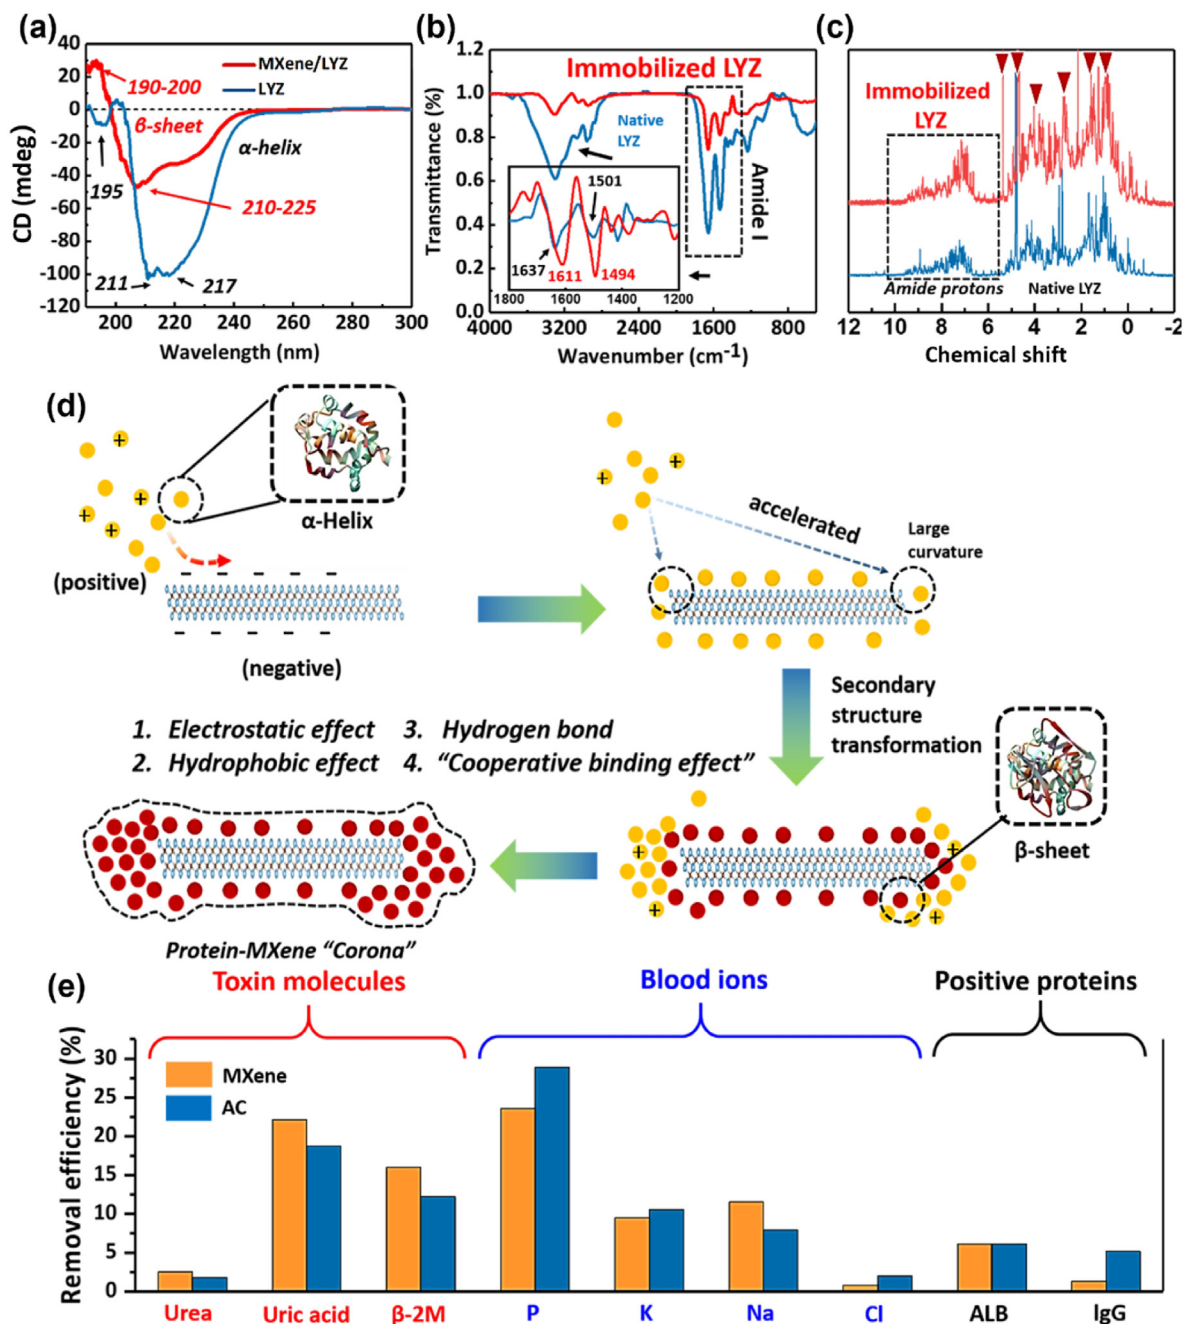 (a)
40
20
0
-20
-40
-60
-80
-100
-120
CD (mdeg)
MXene/LYZ
LYZ
190-200
β-sheet
α-helix
195
210-225
211
217
200
220
240
260
280
300
Wavelength (nm)
(b)
1.2
1.0
0.8
0.6
0.4
0.2
0.0
Transmittance (%)
Immobilized LYZ
Native
LYZ
Amide I
1501
1637
1611
1494
1800
1600
1400
1200
4000
3200
2400
1600
800
Wavenumber (cm-1)
(c)
Immobilized
LYZ
Amide protons
Native LYZ
12
10
8
6
4
2
0
-2
Chemical shift
(d)
+
+
+
+
+
α-Helix
(positive)
- - - - -
- - - - -
(negative)
+
+
accelerated
Large
curvature
Secondary
structure
transformation
1. Electrostatic effect
3. Hydrogen bond
2. Hydrophobic effect
4. “Cooperative binding effect”
+
+
+
+
β-sheet
Protein-MXene “Corona”
(e)
Toxin molecules
Blood ions
Positive proteins
30
25
20
15
10
5
0
Removal efficiency (%)
MXene
AC
Urea
Uric acid
β-2M
P
K
Na
Cl
ALB
IgG